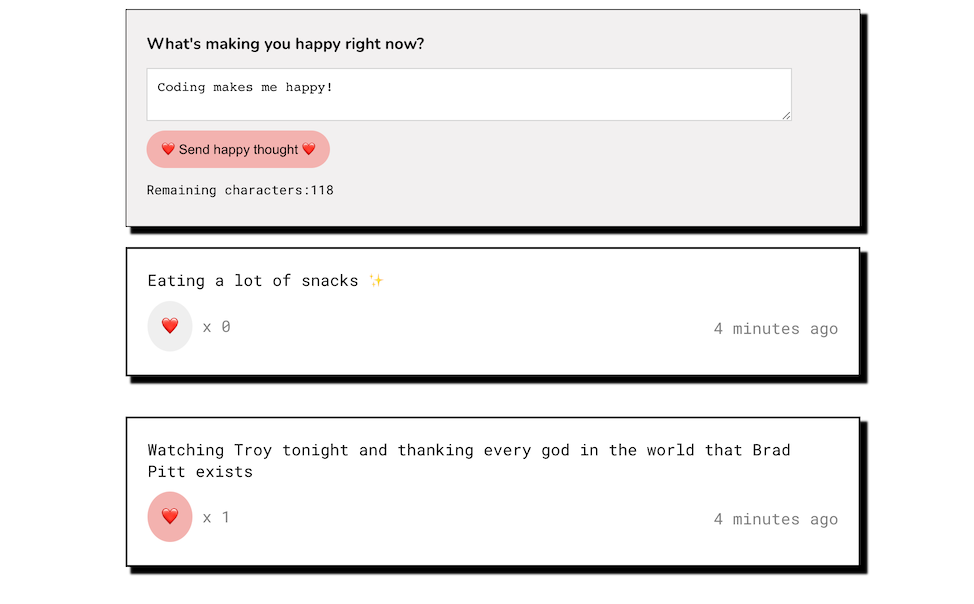 What's making you happy right now?
Coding makes me happy!
❤️ Send happy thought ❤️
Remaining characters:118
Eating a lot of snacks ✨
❤️ x 0
4 minutes ago
Watching Troy tonight and thanking every god in the world that Brad
Pitt exists
❤️ x 1
4 minutes ago